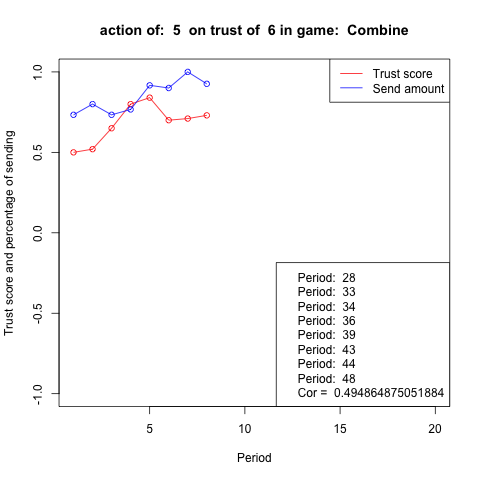 action of:  5  on trust of  6 in game:  Combine
Trust score
Send amount
Trust score and percentage of sending
1.0
0.5
0.0
-0.5
-1.0
Period:  28
Period:  33
Period:  34
Period:  36
Period:  39
Period:  43
Period:  44
Period:  48
Cor =  0.494864875051884
5
10
15
20
Period